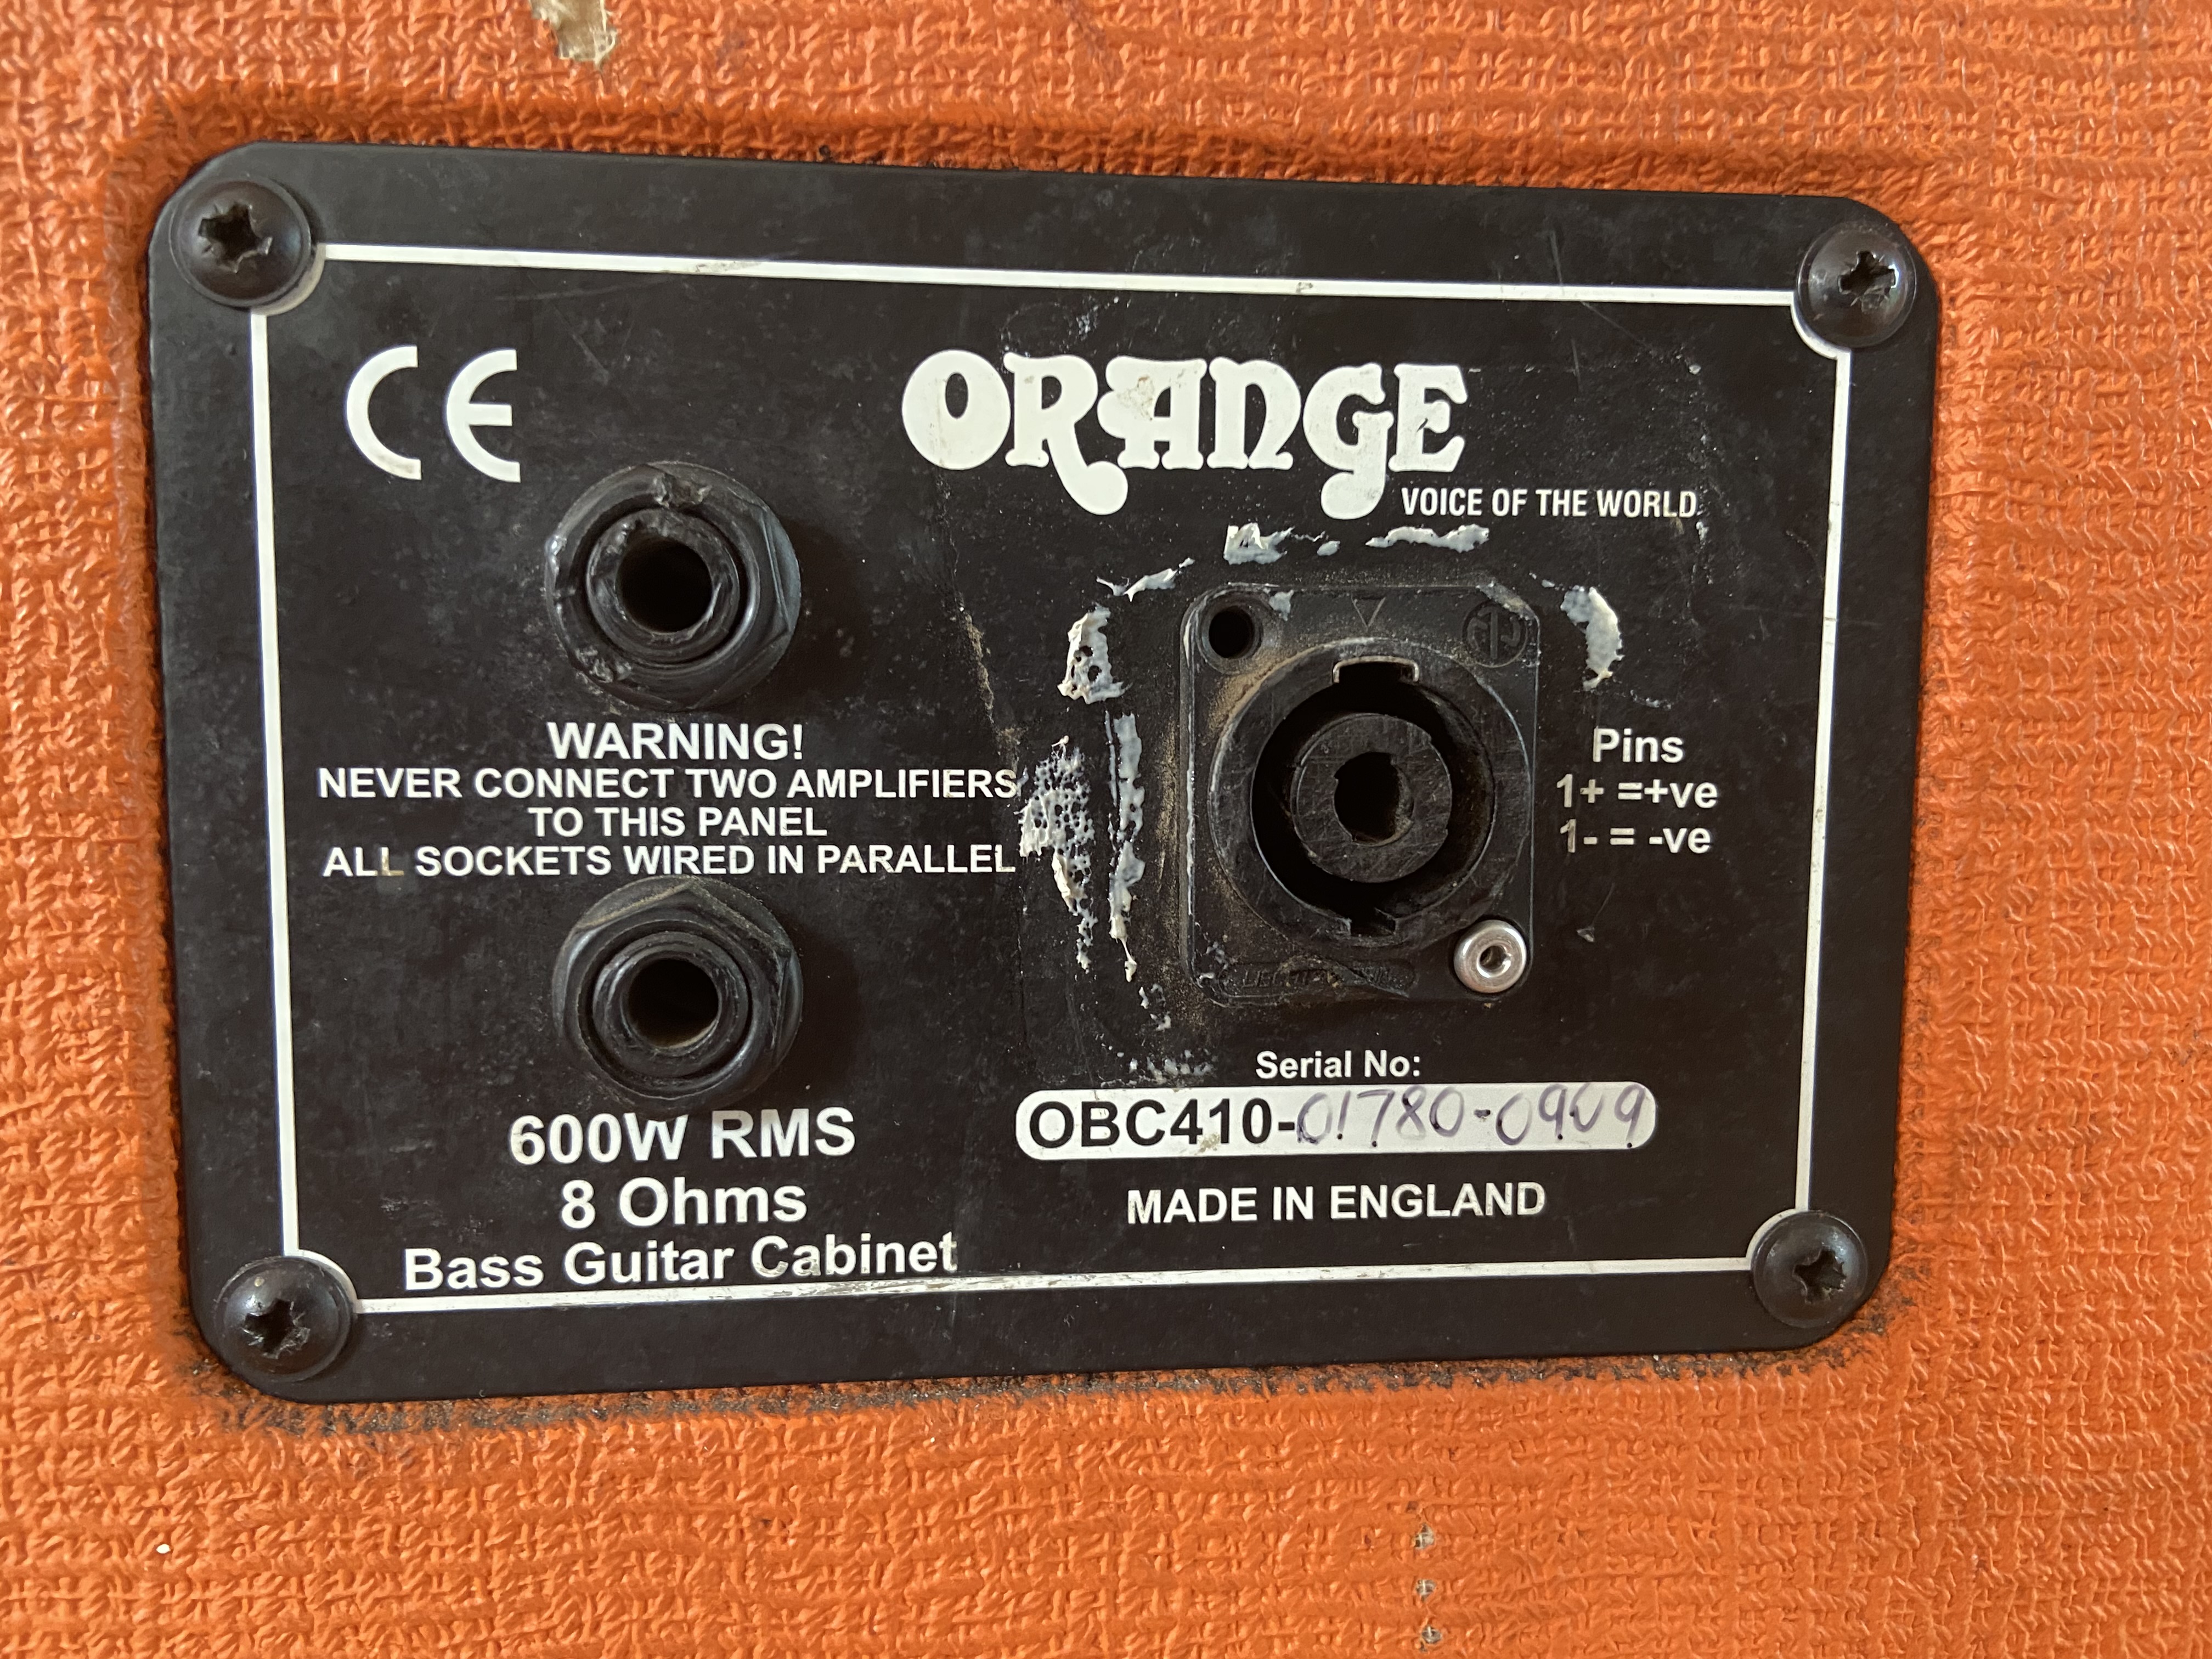 CE
ORANGE
VOICE OF THE WORLD
WARNING!
NEVER CONNECT TWO AMPLIFIERS
TO THIS PANEL
ALL SOCKETS WIRED IN PARALLEL
Pins
1+ =+ve
1- = -ve
600W RMS
8 Ohms
Bass Guitar Cabinet
Serial No:
OBC410-01780-0909
MADE IN ENGLAND